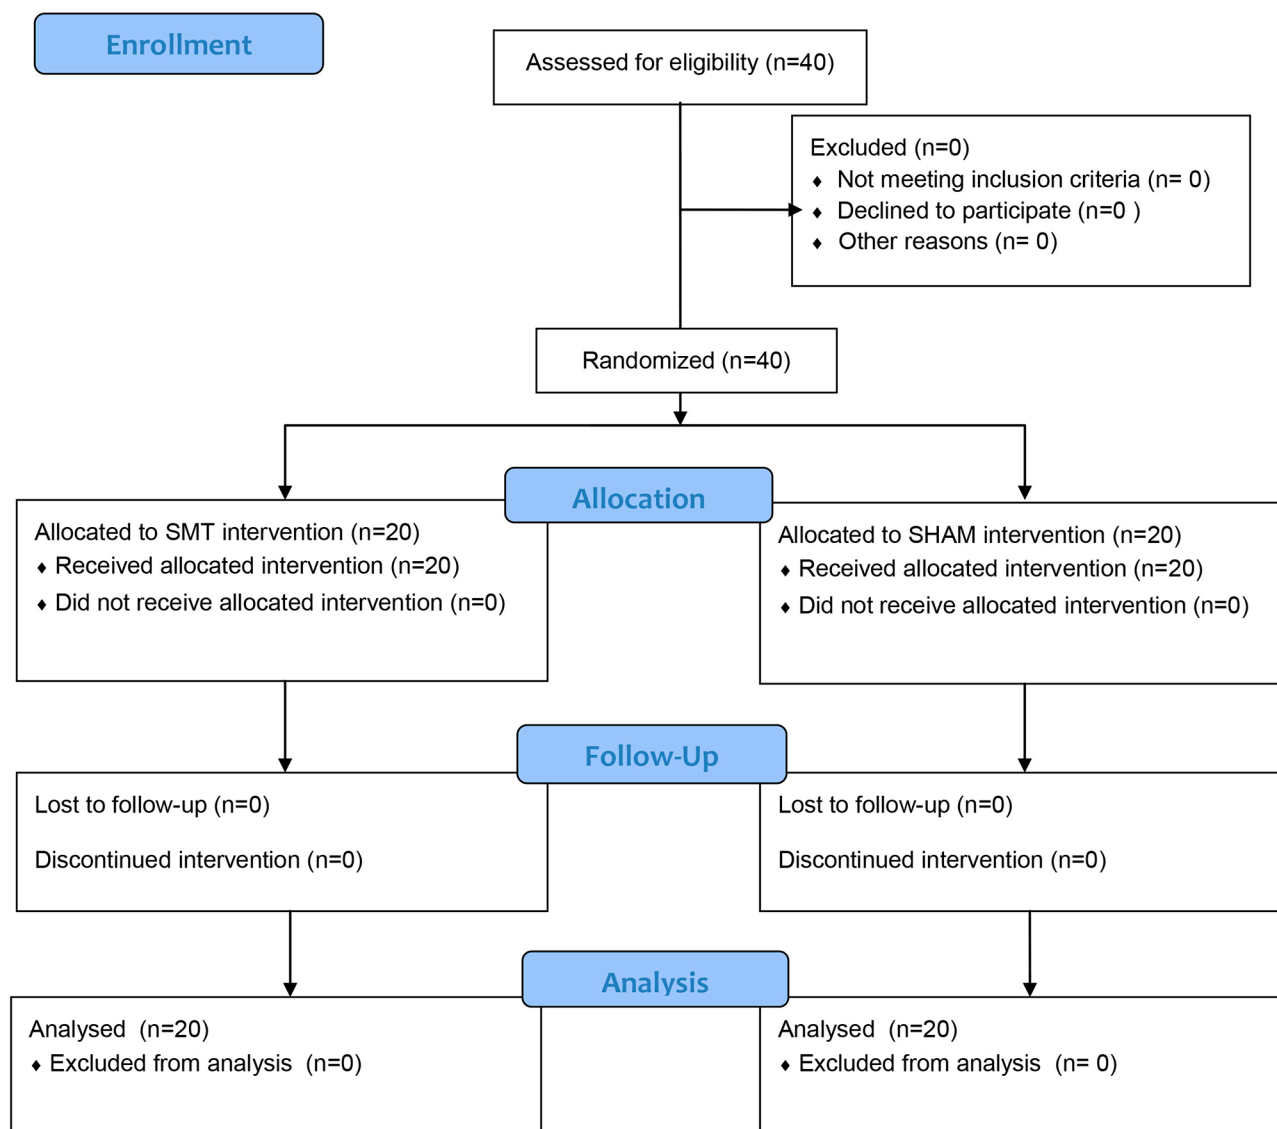 Enrollment
Assessed for eligibility (n=40)
Excluded (n=0)
♦ Not meeting inclusion criteria (n= 0)
♦ Declined to participate (n=0 )
♦ Other reasons (n= 0)
Randomized (n=40)
Allocation
Allocated to SMT intervention (n=20)
♦ Received allocated intervention (n=20)
♦ Did not receive allocated intervention (n=0)
Allocated to SHAM intervention (n=20)
♦ Received allocated intervention (n=20)
♦ Did not receive allocated intervention (n=0)
Follow-Up
Lost to follow-up (n=0)
Discontinued intervention (n=0)
Lost to follow-up (n=0)
Discontinued intervention (n=0)
Analysis
Analysed (n=20)
♦ Excluded from analysis (n=0)
Analysed (n=20)
♦ Excluded from analysis (n= 0)